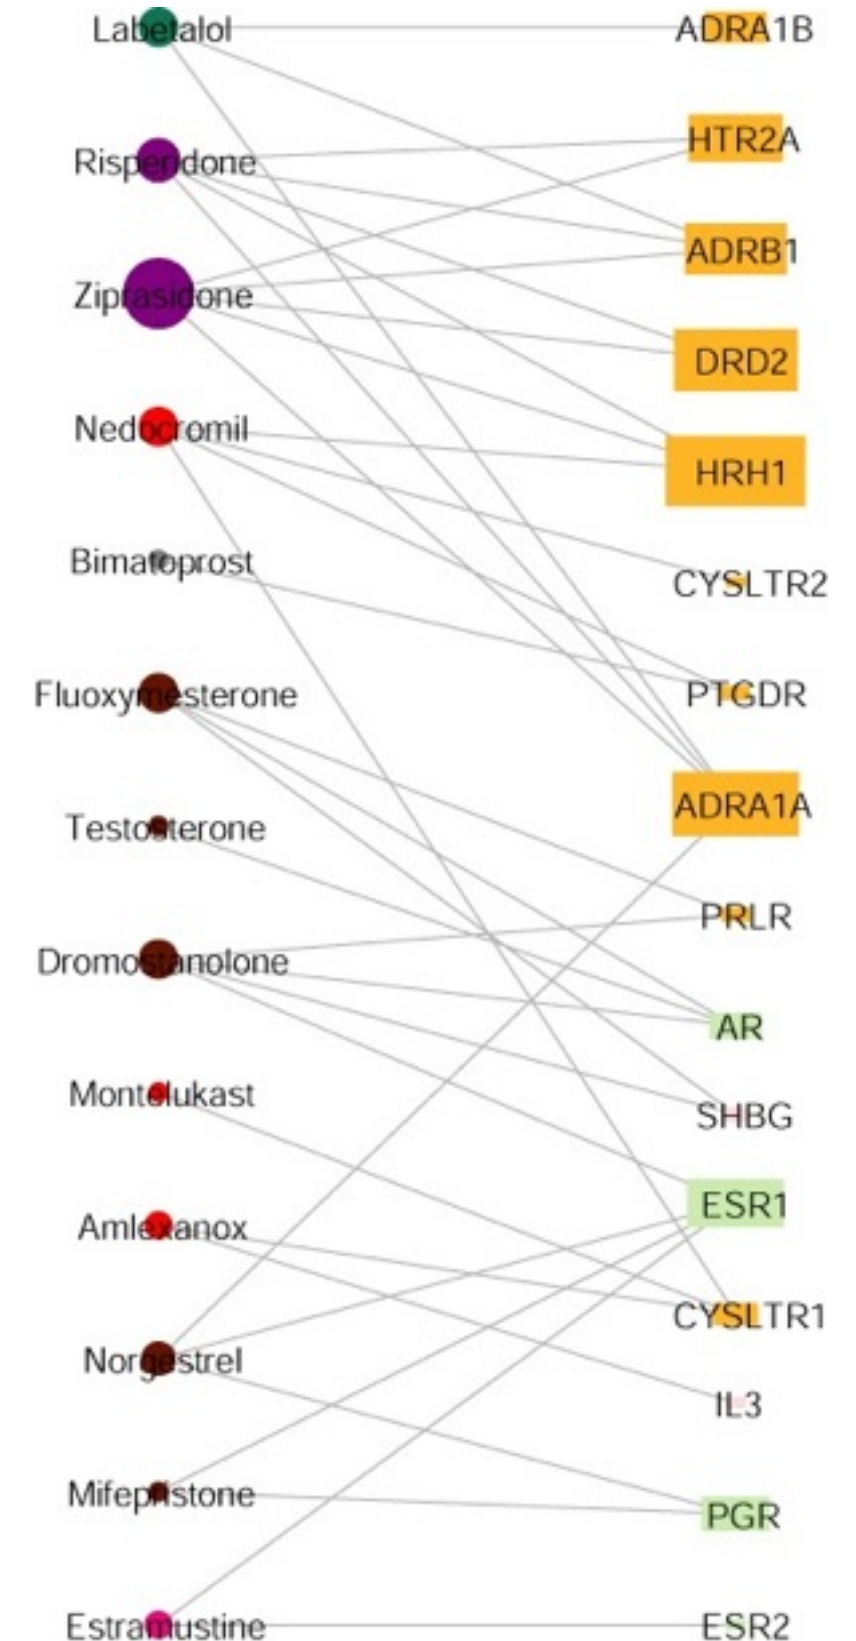 Labetalol
ADRA1B
Risperidone
HTR2A
ADRB1
Ziprasidone
DRD2
Nedocromil
HRH1
Bimatoprost
CYSLTR2
Fluoxymesterone
PTGDR
Testosterone
ADRA1A
PRLR
Dromostanolone
AR
Montelukast
SHBG
Amlexanox
ESR1
CYSLTR1
Norgestrel
IL3
Mifepristone
PGR
Estramustine
ESR2